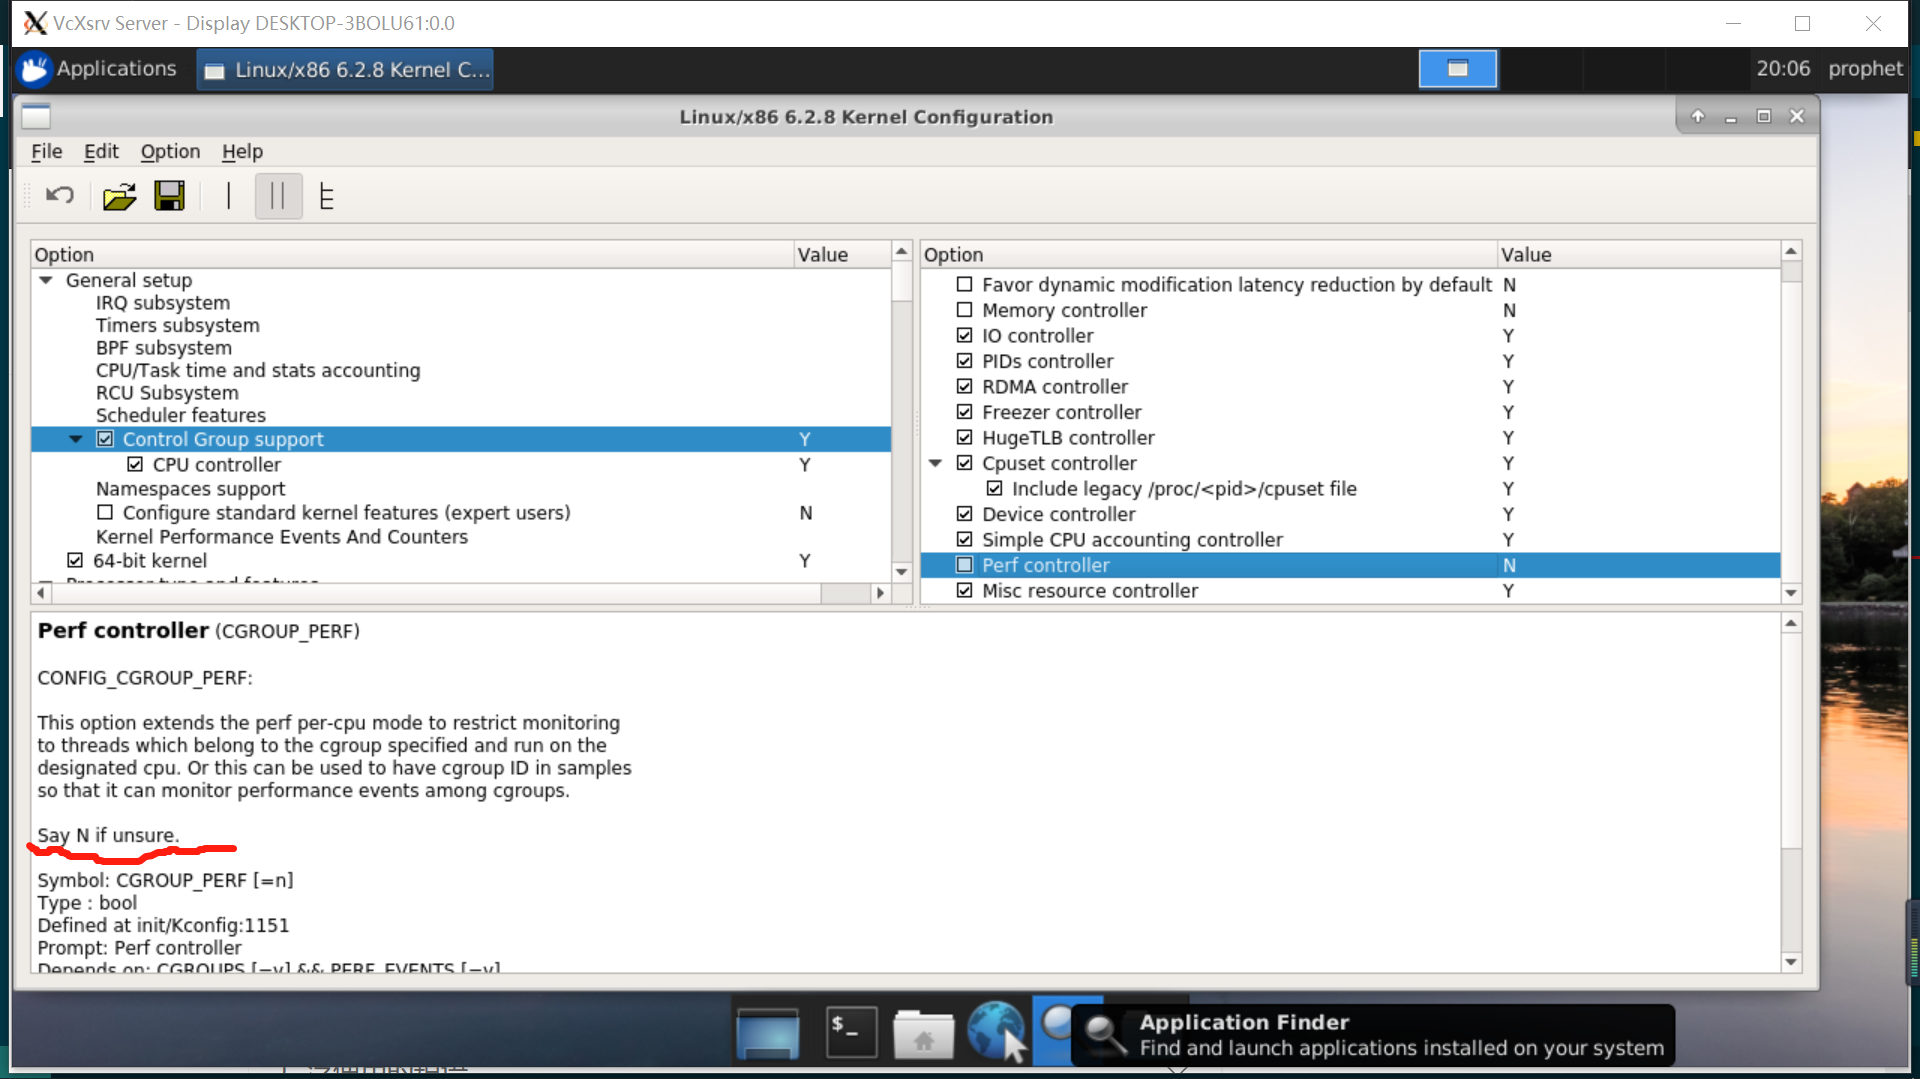 VcXsrv Server - Display DESKTOP-3BOLU61:0.0
Applications
Linux/x86 6.2.8 Kernel C...
20:06 prophet
Linux/x86 6.2.8 Kernel Configuration
File Edit Option Help
Option Value
General setup
IRQ subsystem
Timers subsystem
BPF subsystem
CPU/Task time and stats accounting
RCU Subsystem
Scheduler features
Control Group support Y
CPU controller Y
Namespaces support
Configure standard kernel features (expert users) N
Kernel Performance Events And Counters
64-bit kernel Y
Processor type and features
Option Value
Favor dynamic modification latency reduction by default N
Memory controller N
IO controller Y
PIDs controller Y
RDMA controller Y
Freezer controller Y
HugeTLB controller Y
Cpuset controller Y
Include legacy /proc/<pid>/cpuset file Y
Device controller Y
Simple CPU accounting controller Y
Perf controller N
Misc resource controller Y
Perf controller (CGROUP_PERF)
CONFIG_CGROUP_PERF:
This option extends the perf per-cpu mode to restrict monitoring
to threads which belong to the cgroup specified and run on the
designated cpu. Or this can be used to have cgroup ID in samples
so that it can monitor performance events among cgroups.
Say N if unsure.
Symbol: CGROUP_PERF [=n]
Type : bool
Defined at init/Kconfig:1151
Prompt: Perf controller
Depends on: CGROUPS [=y] && PERF_EVENTS [=y]
$_
Application Finder
Find and launch applications installed on your system